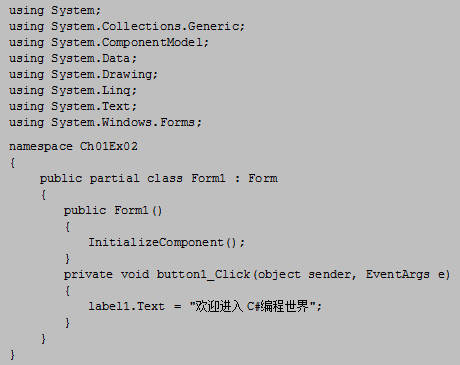 using System;
using System.Collections.Generic;
using System.ComponentModel;
using System.Data;
using System.Drawing;
using System.Linq;
using System.Text;
using System.Windows.Forms;
namespace Ch01Ex02
{
    public partial class Form1 : Form
    {
        public Form1()
        {
            InitializeComponent();
        }
        private void button1_Click(object sender, EventArgs e)
        {
            label1.Text = "欢迎进入C#编程世界";
        }
    }
}